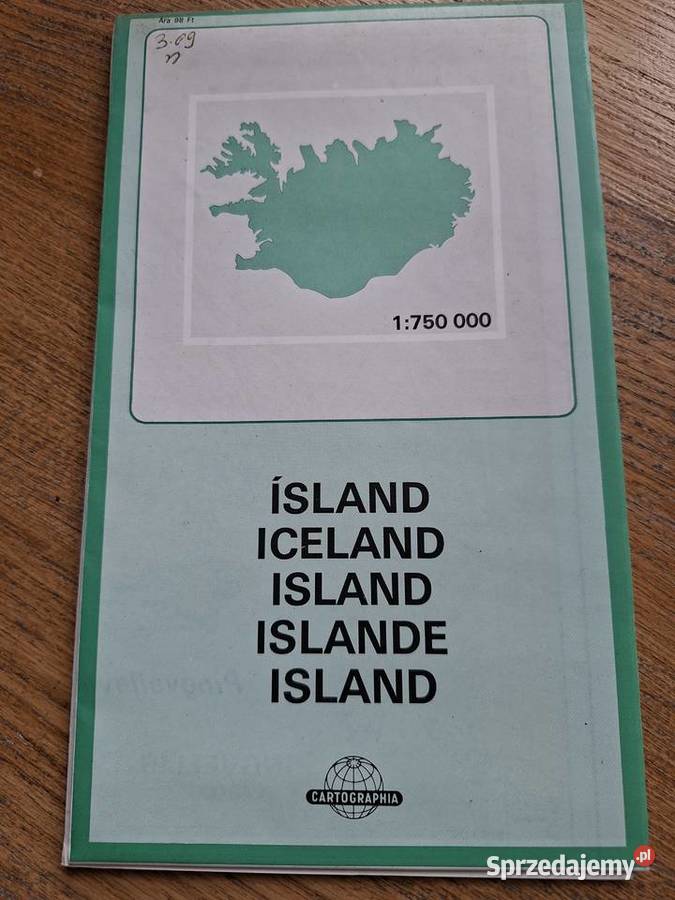 Ára 98 Ft
3.09
n
1:750 000
ÍSLAND
ICELAND
ISLAND
ISLANDE
ISLAND
CARTOGRAPHIA
Sprzedajemy.pl